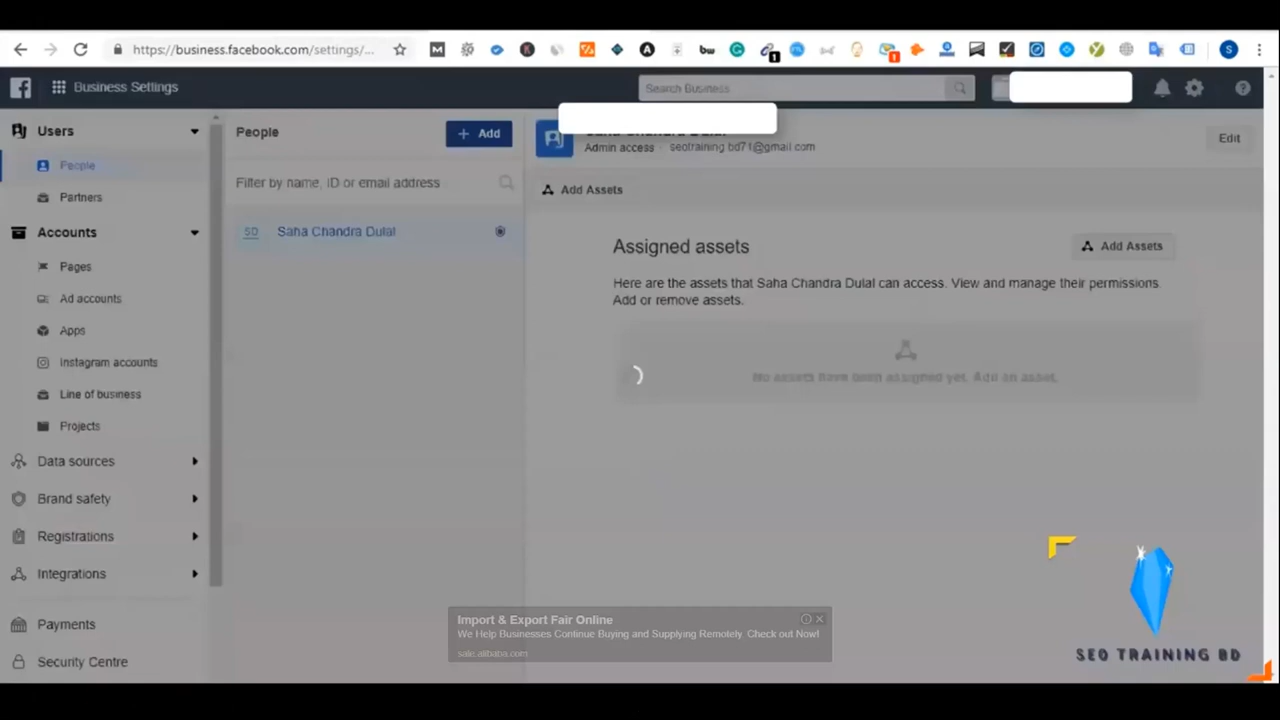 https://business.facebook.com/settings/...
Business Settings
Search Business
Users
People
Partners
Accounts
Pages
Ad accounts
Apps
Instagram accounts
Line of business
Projects
Data sources
Brand safety
Registrations
Integrations
Payments
Security Centre
People
+ Add
Filter by name, ID or email address
SD Saha Chandra Dulal
Admin access seotraining.bd71@gmail.com
Edit
Add Assets
Assigned assets
Add Assets
Here are the assets that Saha Chandra Dulal can access. View and manage their permissions.
Add or remove assets.
No assets have been assigned yet. Add an asset.
Import & Export Fair Online
We Help Businesses Continue Buying and Supplying Remotely. Check out Now!
sale.alibaba.com
SEO TRAINING BD